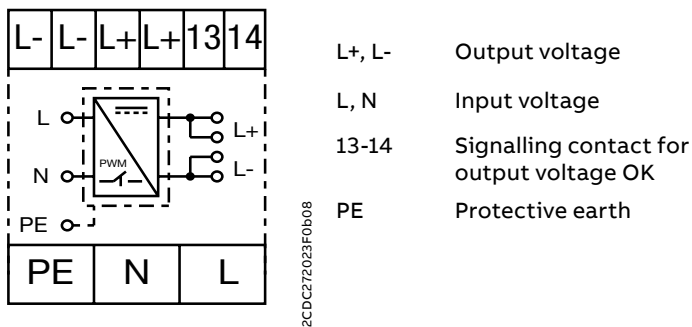 L- L- L+ L+ 13 14
L
L+
PWM
N
L-
PE
PE N L
2CDC272023F0b08
L+, L- Output voltage
L, N Input voltage
13-14 Signalling contact for
output voltage OK
PE Protective earth